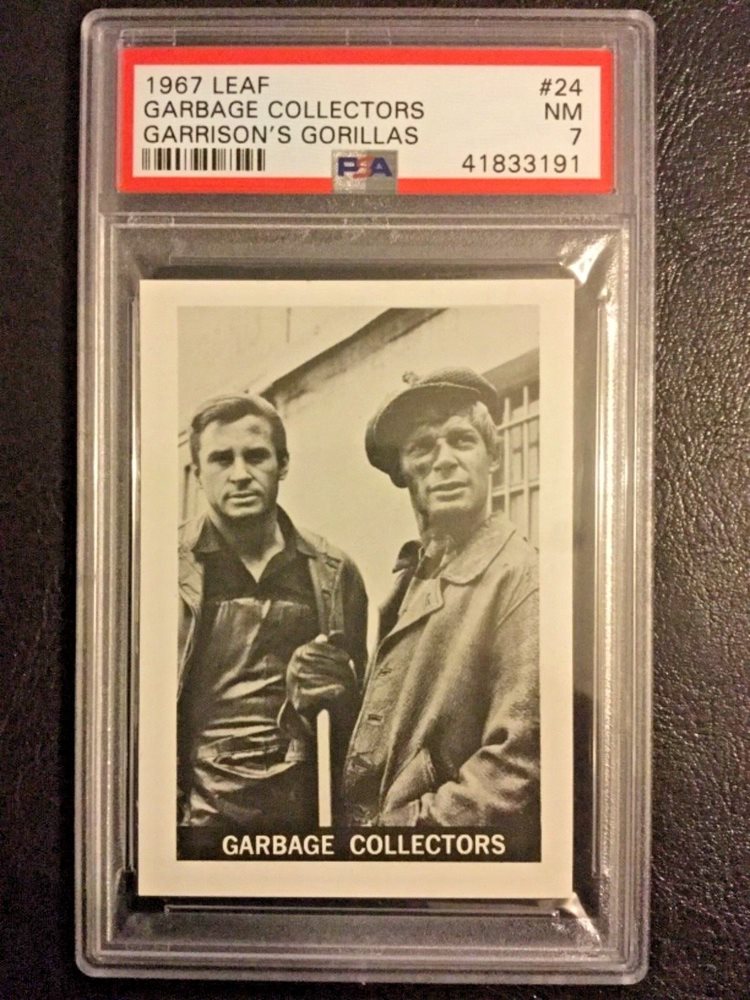 1967 LEAF #24
GARBAGE COLLECTORS NM
GARRISON'S GORILLAS 7
PSA 41833191
GARBAGE COLLECTORS